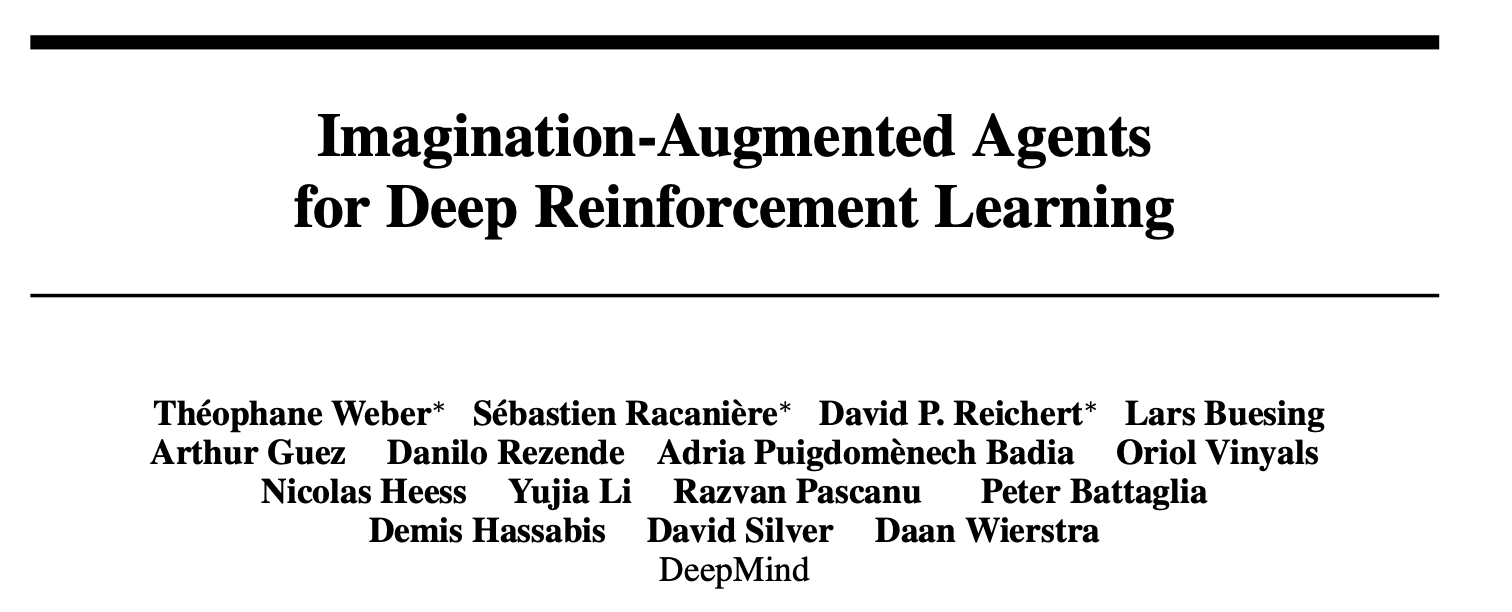 Imagination-Augmented Agents
for Deep Reinforcement Learning
Théophane Weber* Sébastien Racanière* David P. Reichert* Lars Buesing
Arthur Guez Danilo Rezende Adria Puigdomènech Badia Oriol Vinyals
Nicolas Heess Yujia Li Razvan Pascanu Peter Battaglia
Demis Hassabis David Silver Daan Wierstra
DeepMind